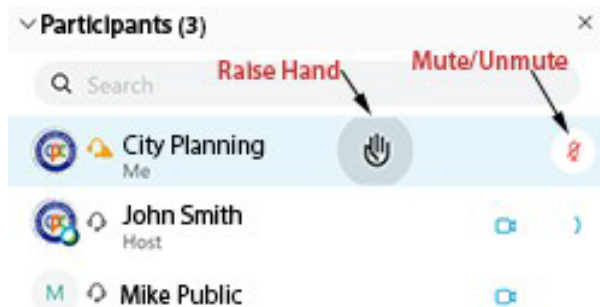 Participants (3)
Search
Raise Hand
Mute/Unmute
City Planning
Me
John Smith
Host
M
Mike Public